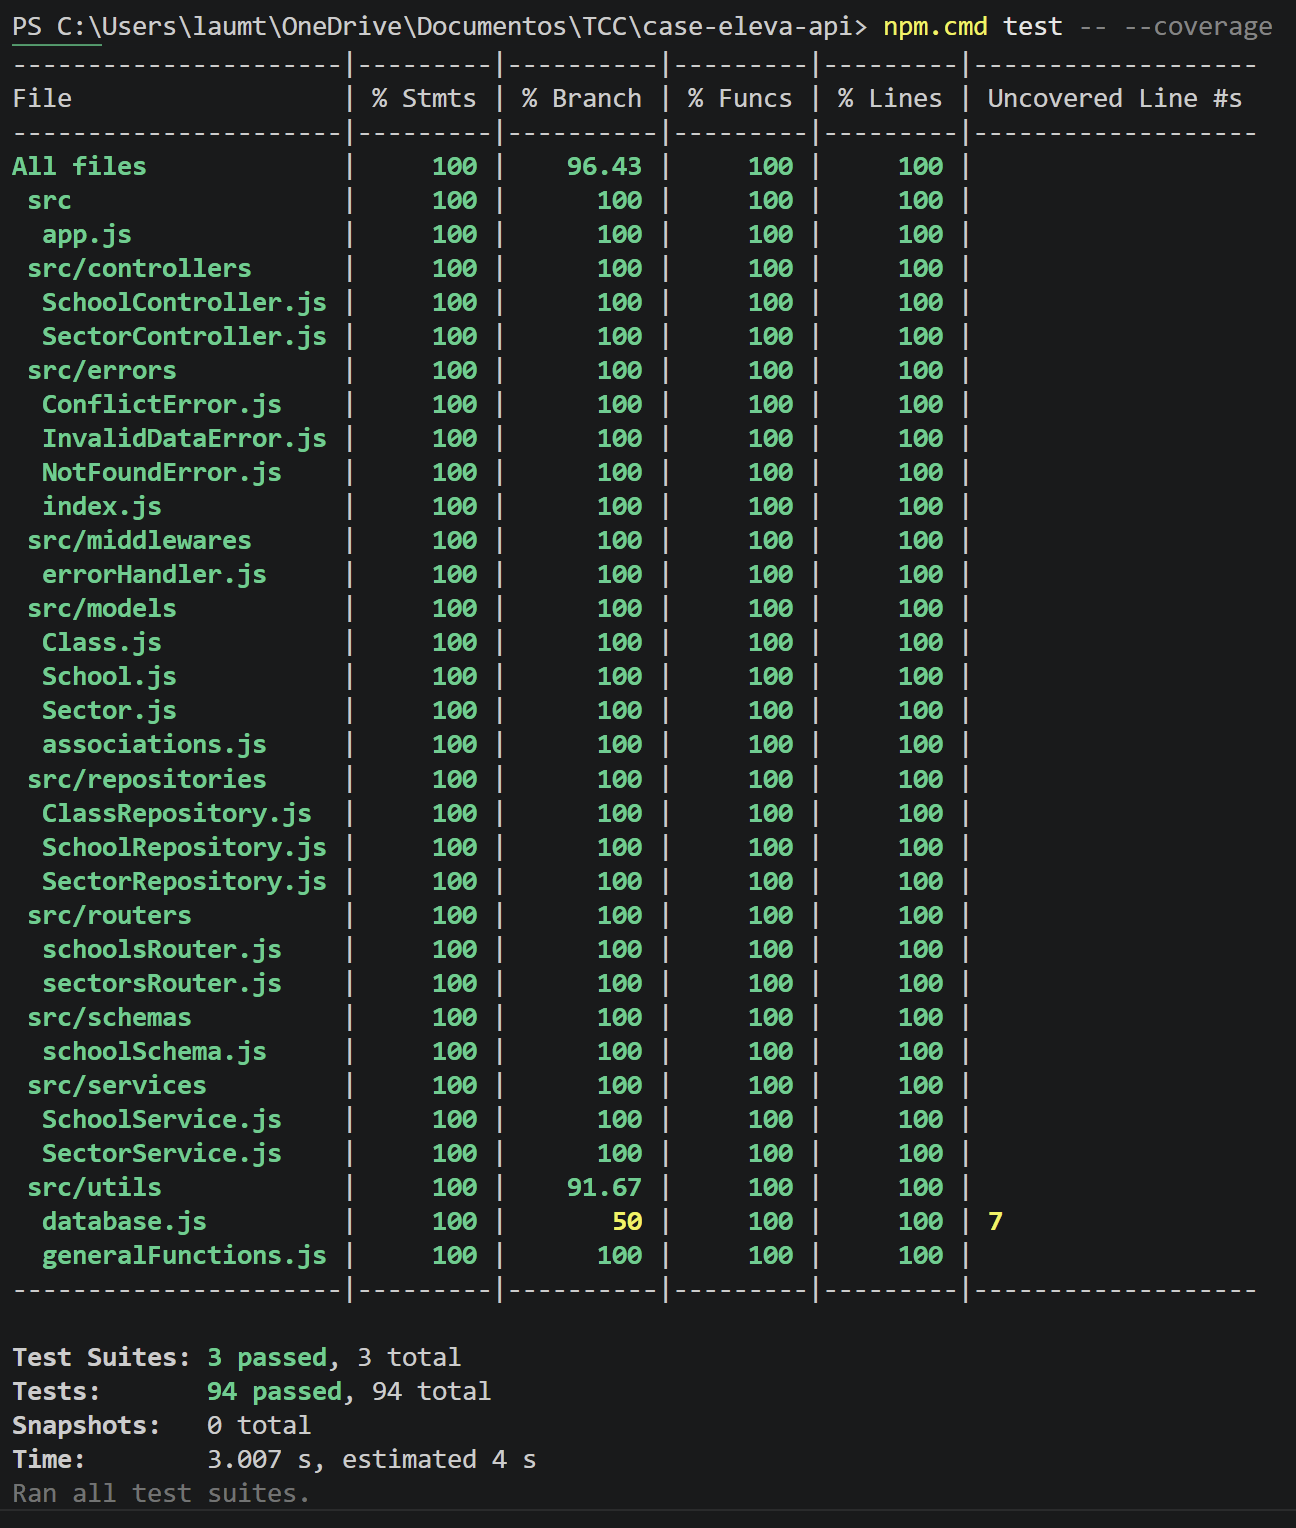 PS C:\Users\laumt\OneDrive\Documentos\TCC\case-eleva-api> npm.cmd test -- --coverage
----------------------|---------|----------|---------|---------|-------------------
File                  | % Stmts | % Branch | % Funcs | % Lines | Uncovered Line #s
----------------------|---------|----------|---------|---------|-------------------
All files             |     100 |    96.43 |     100 |     100 |
 src                  |     100 |      100 |     100 |     100 |
  app.js              |     100 |      100 |     100 |     100 |
 src/controllers      |     100 |      100 |     100 |     100 |
  SchoolController.js |     100 |      100 |     100 |     100 |
  SectorController.js |     100 |      100 |     100 |     100 |
 src/errors           |     100 |      100 |     100 |     100 |
  ConflictError.js    |     100 |      100 |     100 |     100 |
  InvalidDataError.js |     100 |      100 |     100 |     100 |
  NotFoundError.js    |     100 |      100 |     100 |     100 |
  index.js            |     100 |      100 |     100 |     100 |
 src/middlewares      |     100 |      100 |     100 |     100 |
  errorHandler.js     |     100 |      100 |     100 |     100 |
 src/models           |     100 |      100 |     100 |     100 |
  Class.js            |     100 |      100 |     100 |     100 |
  School.js           |     100 |      100 |     100 |     100 |
  Sector.js           |     100 |      100 |     100 |     100 |
  associations.js     |     100 |      100 |     100 |     100 |
 src/repositories     |     100 |      100 |     100 |     100 |
  ClassRepository.js  |     100 |      100 |     100 |     100 |
  SchoolRepository.js |     100 |      100 |     100 |     100 |
  SectorRepository.js |     100 |      100 |     100 |     100 |
 src/routers          |     100 |      100 |     100 |     100 |
  schoolsRouter.js    |     100 |      100 |     100 |     100 |
  sectorsRouter.js    |     100 |      100 |     100 |     100 |
 src/schemas          |     100 |      100 |     100 |     100 |
  schoolSchema.js     |     100 |      100 |     100 |     100 |
 src/services         |     100 |      100 |     100 |     100 |
  SchoolService.js    |     100 |      100 |     100 |     100 |
  SectorService.js    |     100 |      100 |     100 |     100 |
 src/utils            |     100 |    91.67 |     100 |     100 |
  database.js         |     100 |       50 |     100 |     100 | 7
  generalFunctions.js |     100 |      100 |     100 |     100 |
----------------------|---------|----------|---------|---------|-------------------
Test Suites: 3 passed, 3 total
Tests:       94 passed, 94 total
Snapshots:   0 total
Time:        3.007 s, estimated 4 s
Ran all test suites.